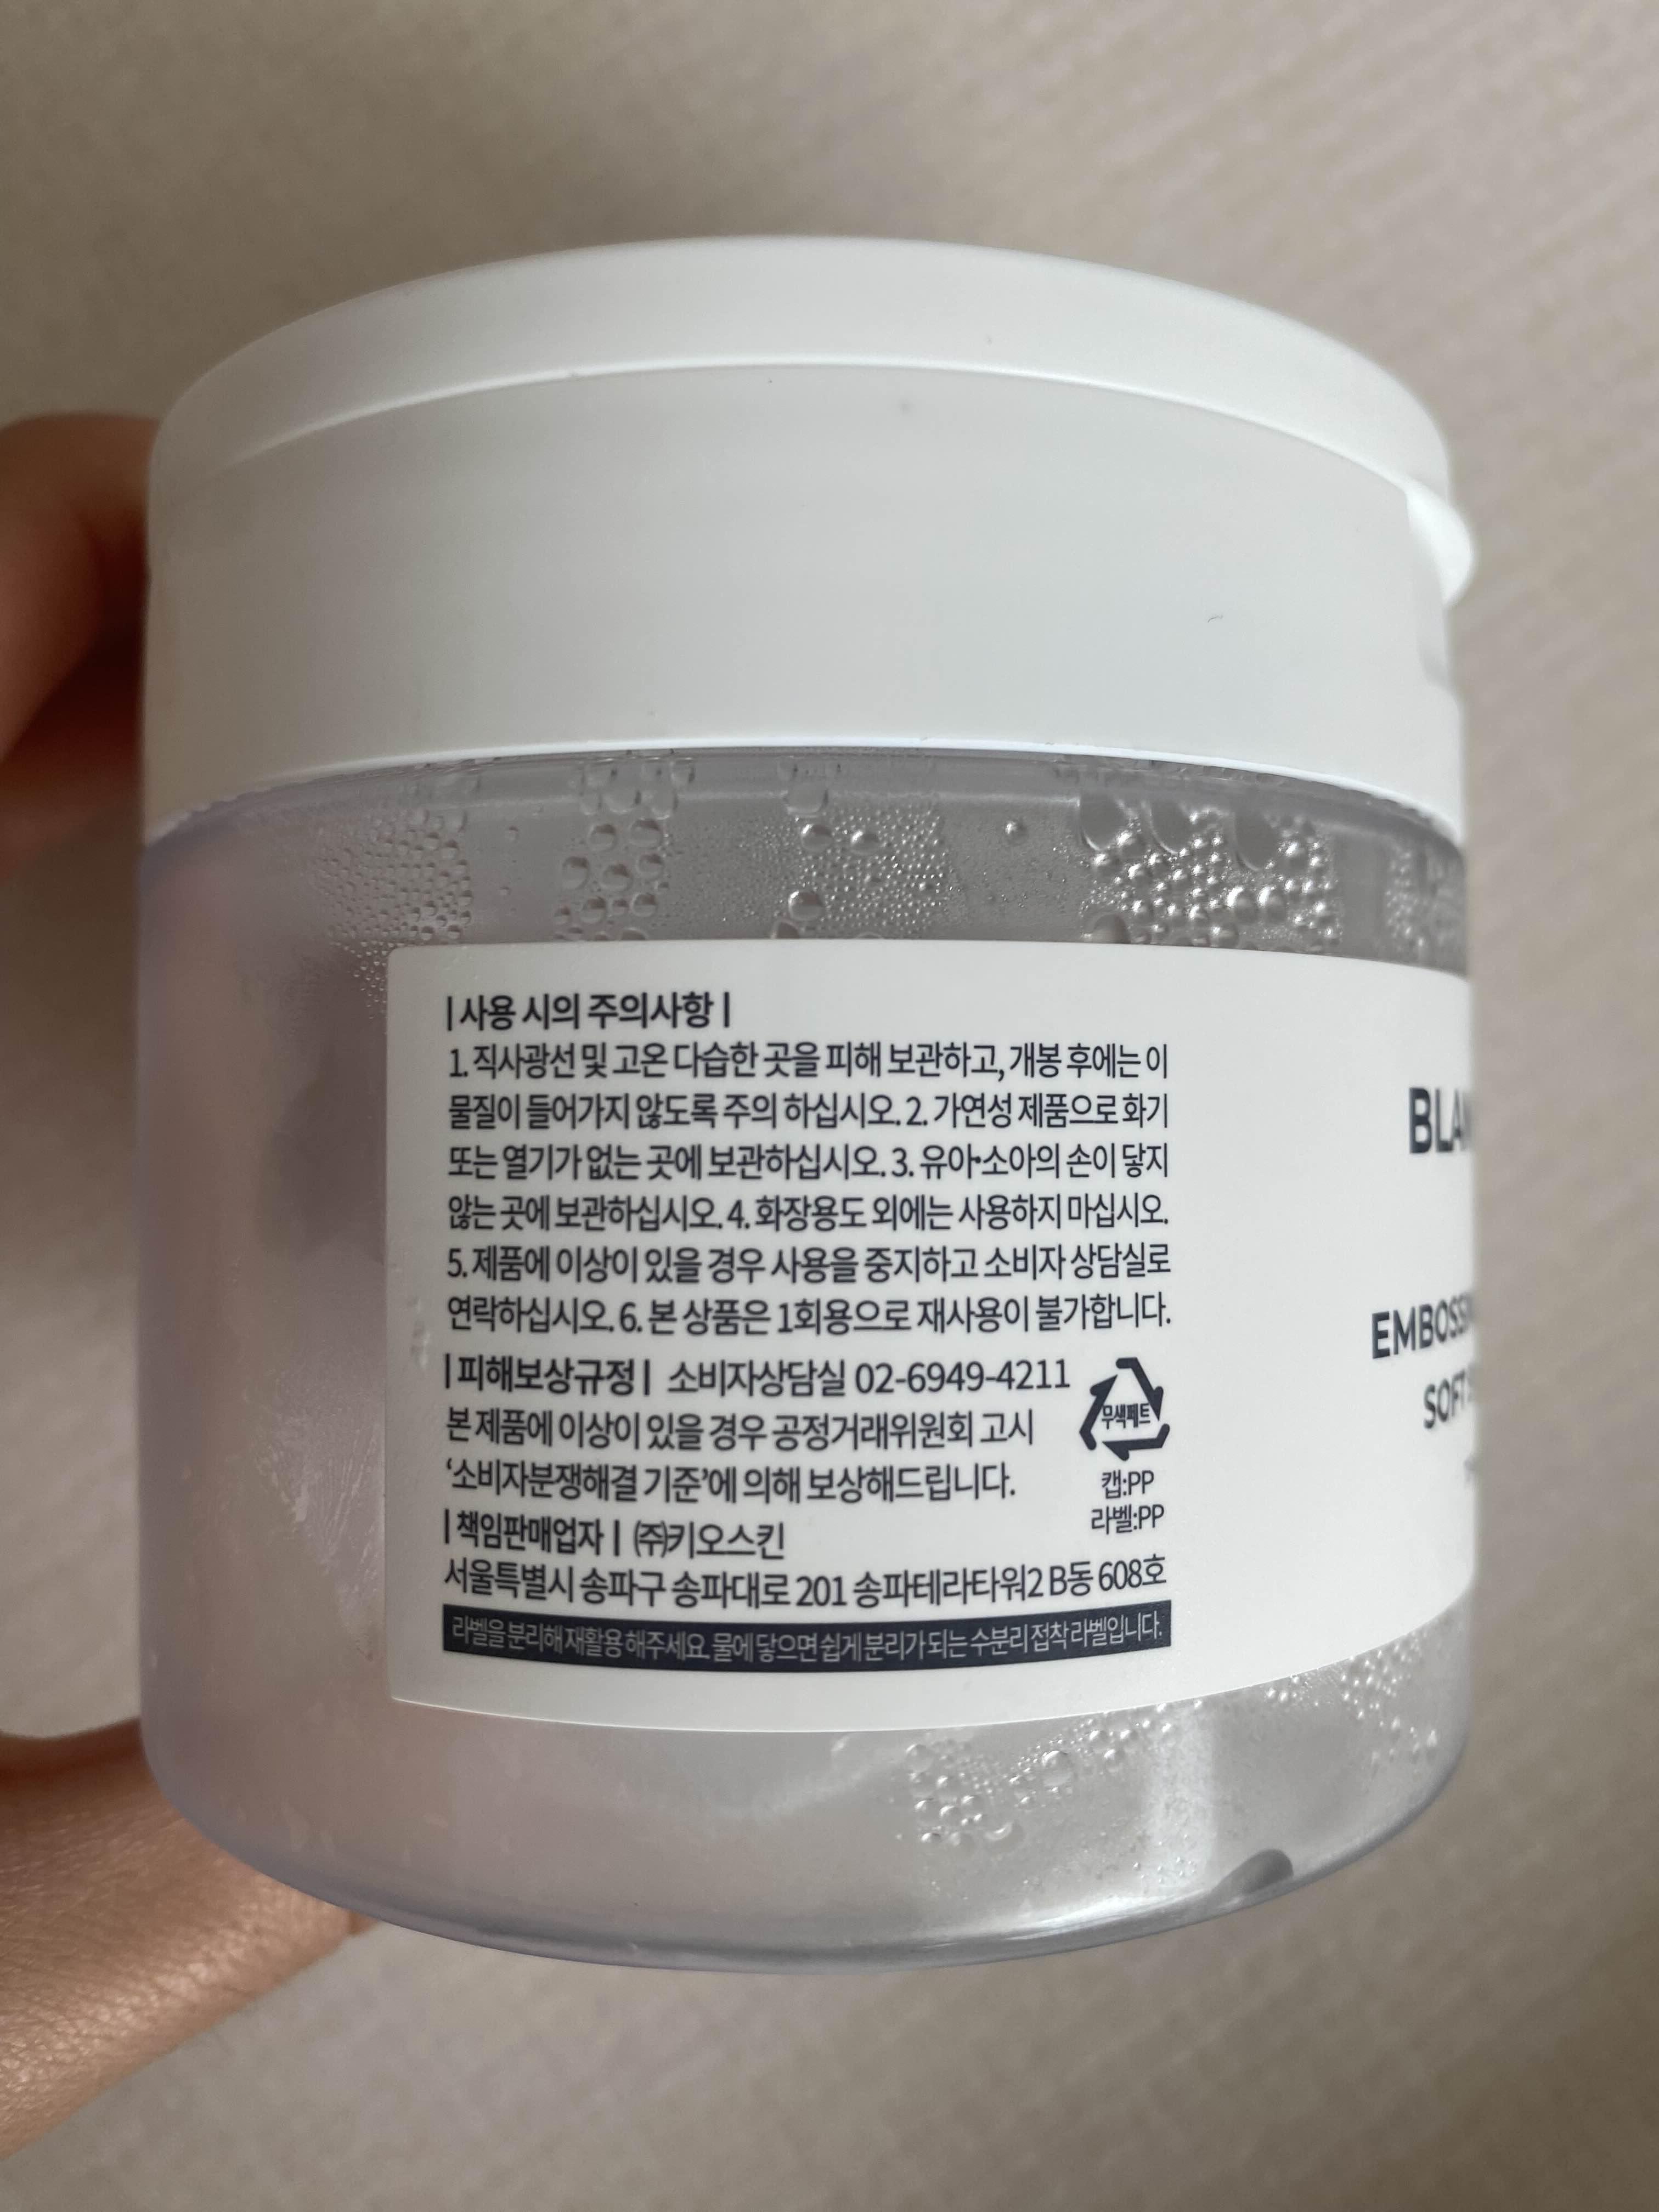 | 사용 시의 주의사항 |
1. 직사광선 및 고온 다습한 곳을 피해 보관하고, 개봉 후에는 이
물질이 들어가지 않도록 주의 하십시오. 2. 가연성 제품으로 화기
또는 열기가 없는 곳에 보관하십시오. 3. 유아•소아의 손이 닿지
않는 곳에 보관하십시오. 4. 화장용도 외에는 사용하지 마십시오.
5. 제품에 이상이 있을 경우 사용을 중지하고 소비자 상담실로
연락하십시오. 6. 본 상품은 1회용으로 재사용이 불가합니다.
| 피해보상규정 | 소비자상담실 02-6949-4211
본 제품에 이상이 있을 경우 공정거래위원회 고시
‘소비자분쟁해결 기준’에 의해 보상해드립니다.
무색페트
캡:PP
라벨:PP
| 책임판매업자 | ㈜키오스킨
서울특별시 송파구 송파대로 201 송파테라타워2 B동 608호
라벨을 분리해 재활용 해주세요. 물에 닿으면 쉽게 분리가 되는 수분리 접착 라벨입니다.
SOFT